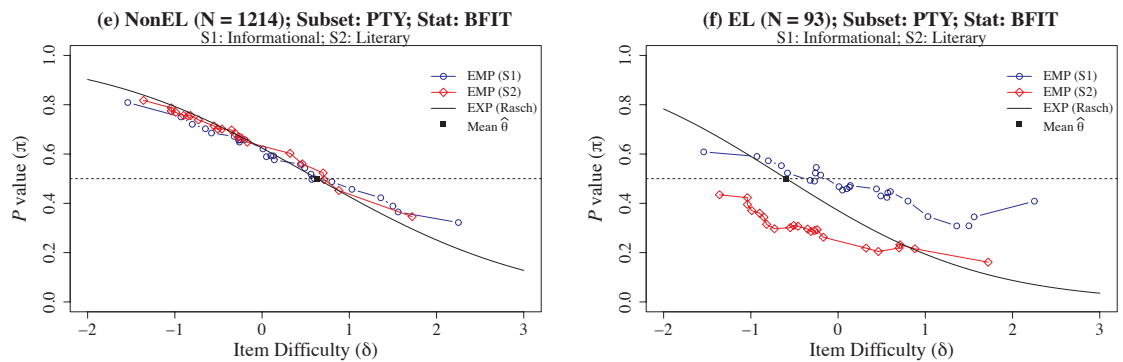 (e) NonEL (N = 1214); Subset: PTY; Stat: BFIT
S1: Informational; S2: Literary
P value (π)
1.0
0.8
0.6
0.4
0.2
0.0
EMP (S1)
EMP (S2)
EXP (Rasch)
Mean θ̂
−2 −1 0 1 2 3
Item Difficulty (δ)
(f) EL (N = 93); Subset: PTY; Stat: BFIT
S1: Informational; S2: Literary
P value (π)
1.0
0.8
0.6
0.4
0.2
0.0
EMP (S1)
EMP (S2)
EXP (Rasch)
Mean θ̂
−2 −1 0 1 2 3
Item Difficulty (δ)